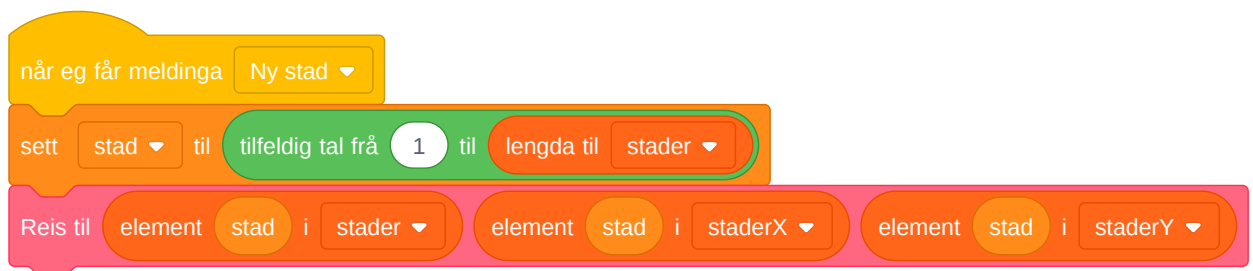 når eg får meldinga Ny stad
sett stad til tilfeldig tal frå 1 til lengda til stader
Reis til element stad i stader element stad i staderX element stad i staderY